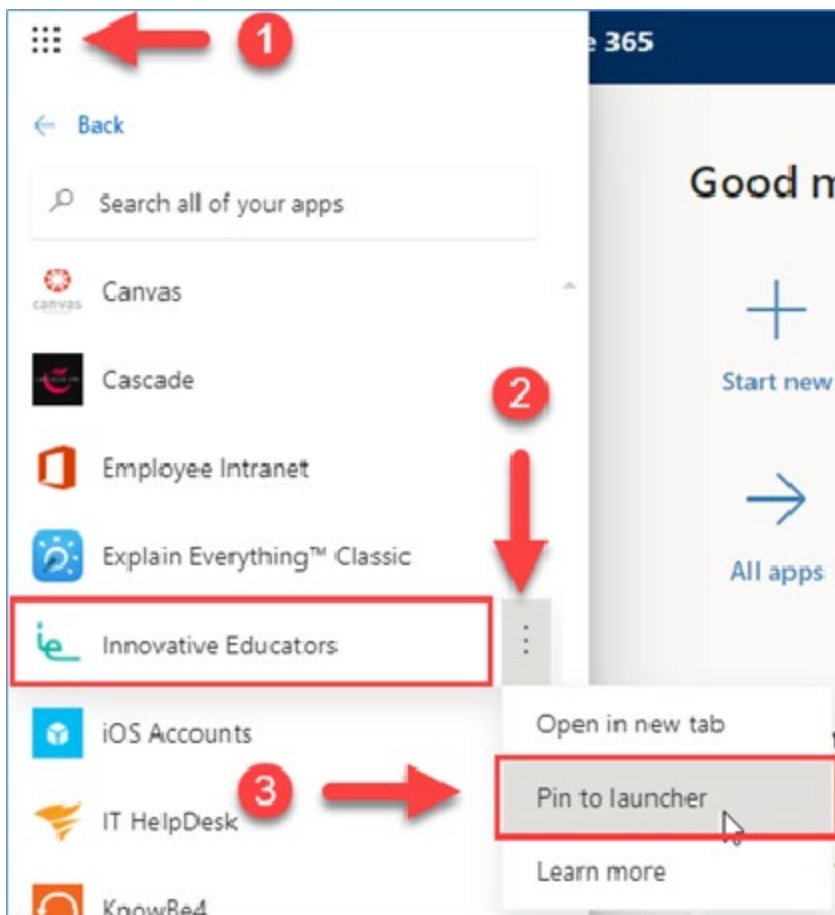 1
e 365
Back
Search all of your apps
Good m
canvas
Canvas
Start new
Cascade
2
Employee Intranet
Explain Everything™ Classic
All apps
ie
Innovative Educators
Open in new tab
iOS Accounts
3
Pin to launcher
IT HelpDesk
Learn more
KnowBe4